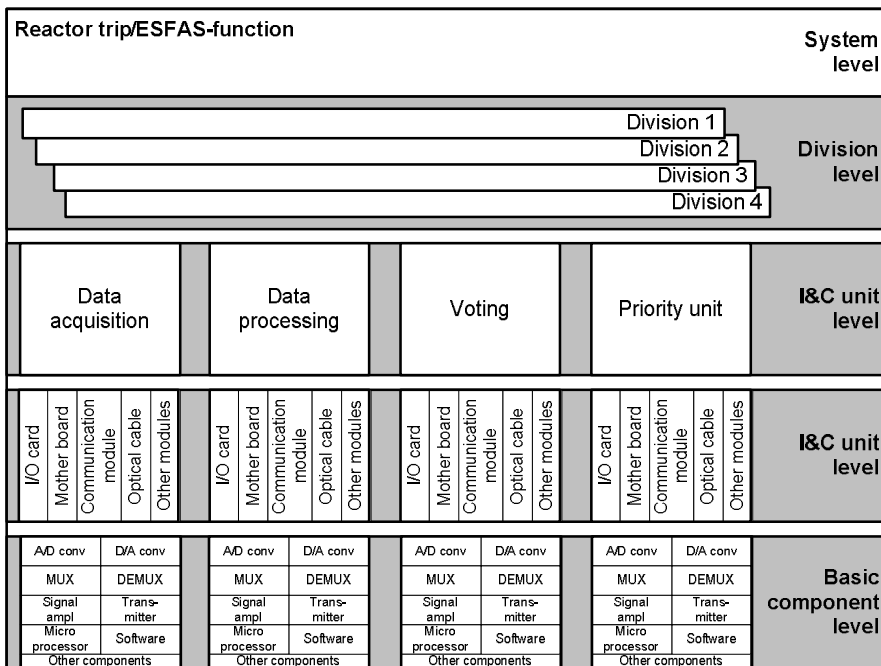 Reactor trip/ESFAS-function
System
level
Division 1
Division 2
Division 3
Division 4
Division
level
Data
acquisition
Data
processing
Voting
Priority unit
I&C unit
level
I/O card
Mother board
Communication
module
Optical cable
Other modules
I/O card
Mother board
Communication
module
Optical cable
Other modules
I/O card
Mother board
Communication
module
Optical cable
Other modules
I/O card
Mother board
Communication
module
Optical cable
Other modules
I&C unit
level
A/D conv
D/A conv
MUX
DEMUX
Signal
ampl
Trans-
mitter
Micro
processor
Software
Other components
A/D conv
D/A conv
MUX
DEMUX
Signal
ampl
Trans-
mitter
Micro
processor
Software
Other components
A/D conv
D/A conv
MUX
DEMUX
Signal
ampl
Trans-
mitter
Micro
processor
Software
Other components
A/D conv
D/A conv
MUX
DEMUX
Signal
ampl
Trans-
mitter
Micro
processor
Software
Other components
Basic
component
level